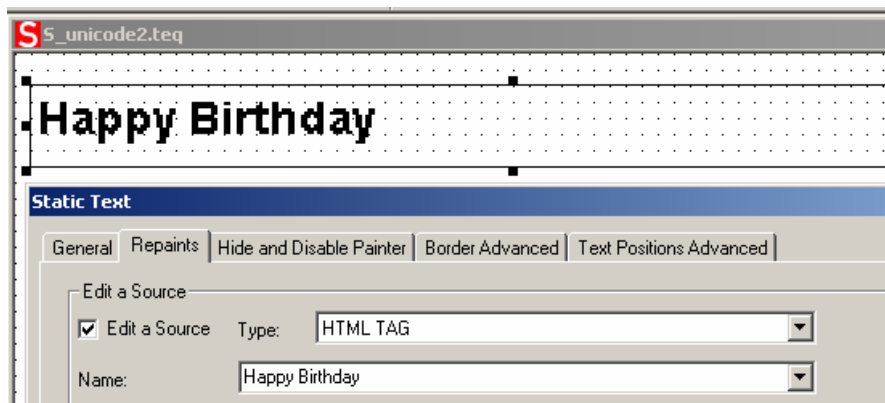 S S_unicode2.teq
Happy Birthday
Static Text
General Repaints Hide and Disable Painter Border Advanced Text Positions Advanced
Edit a Source
Edit a Source Type: HTML TAG
Name: Happy Birthday